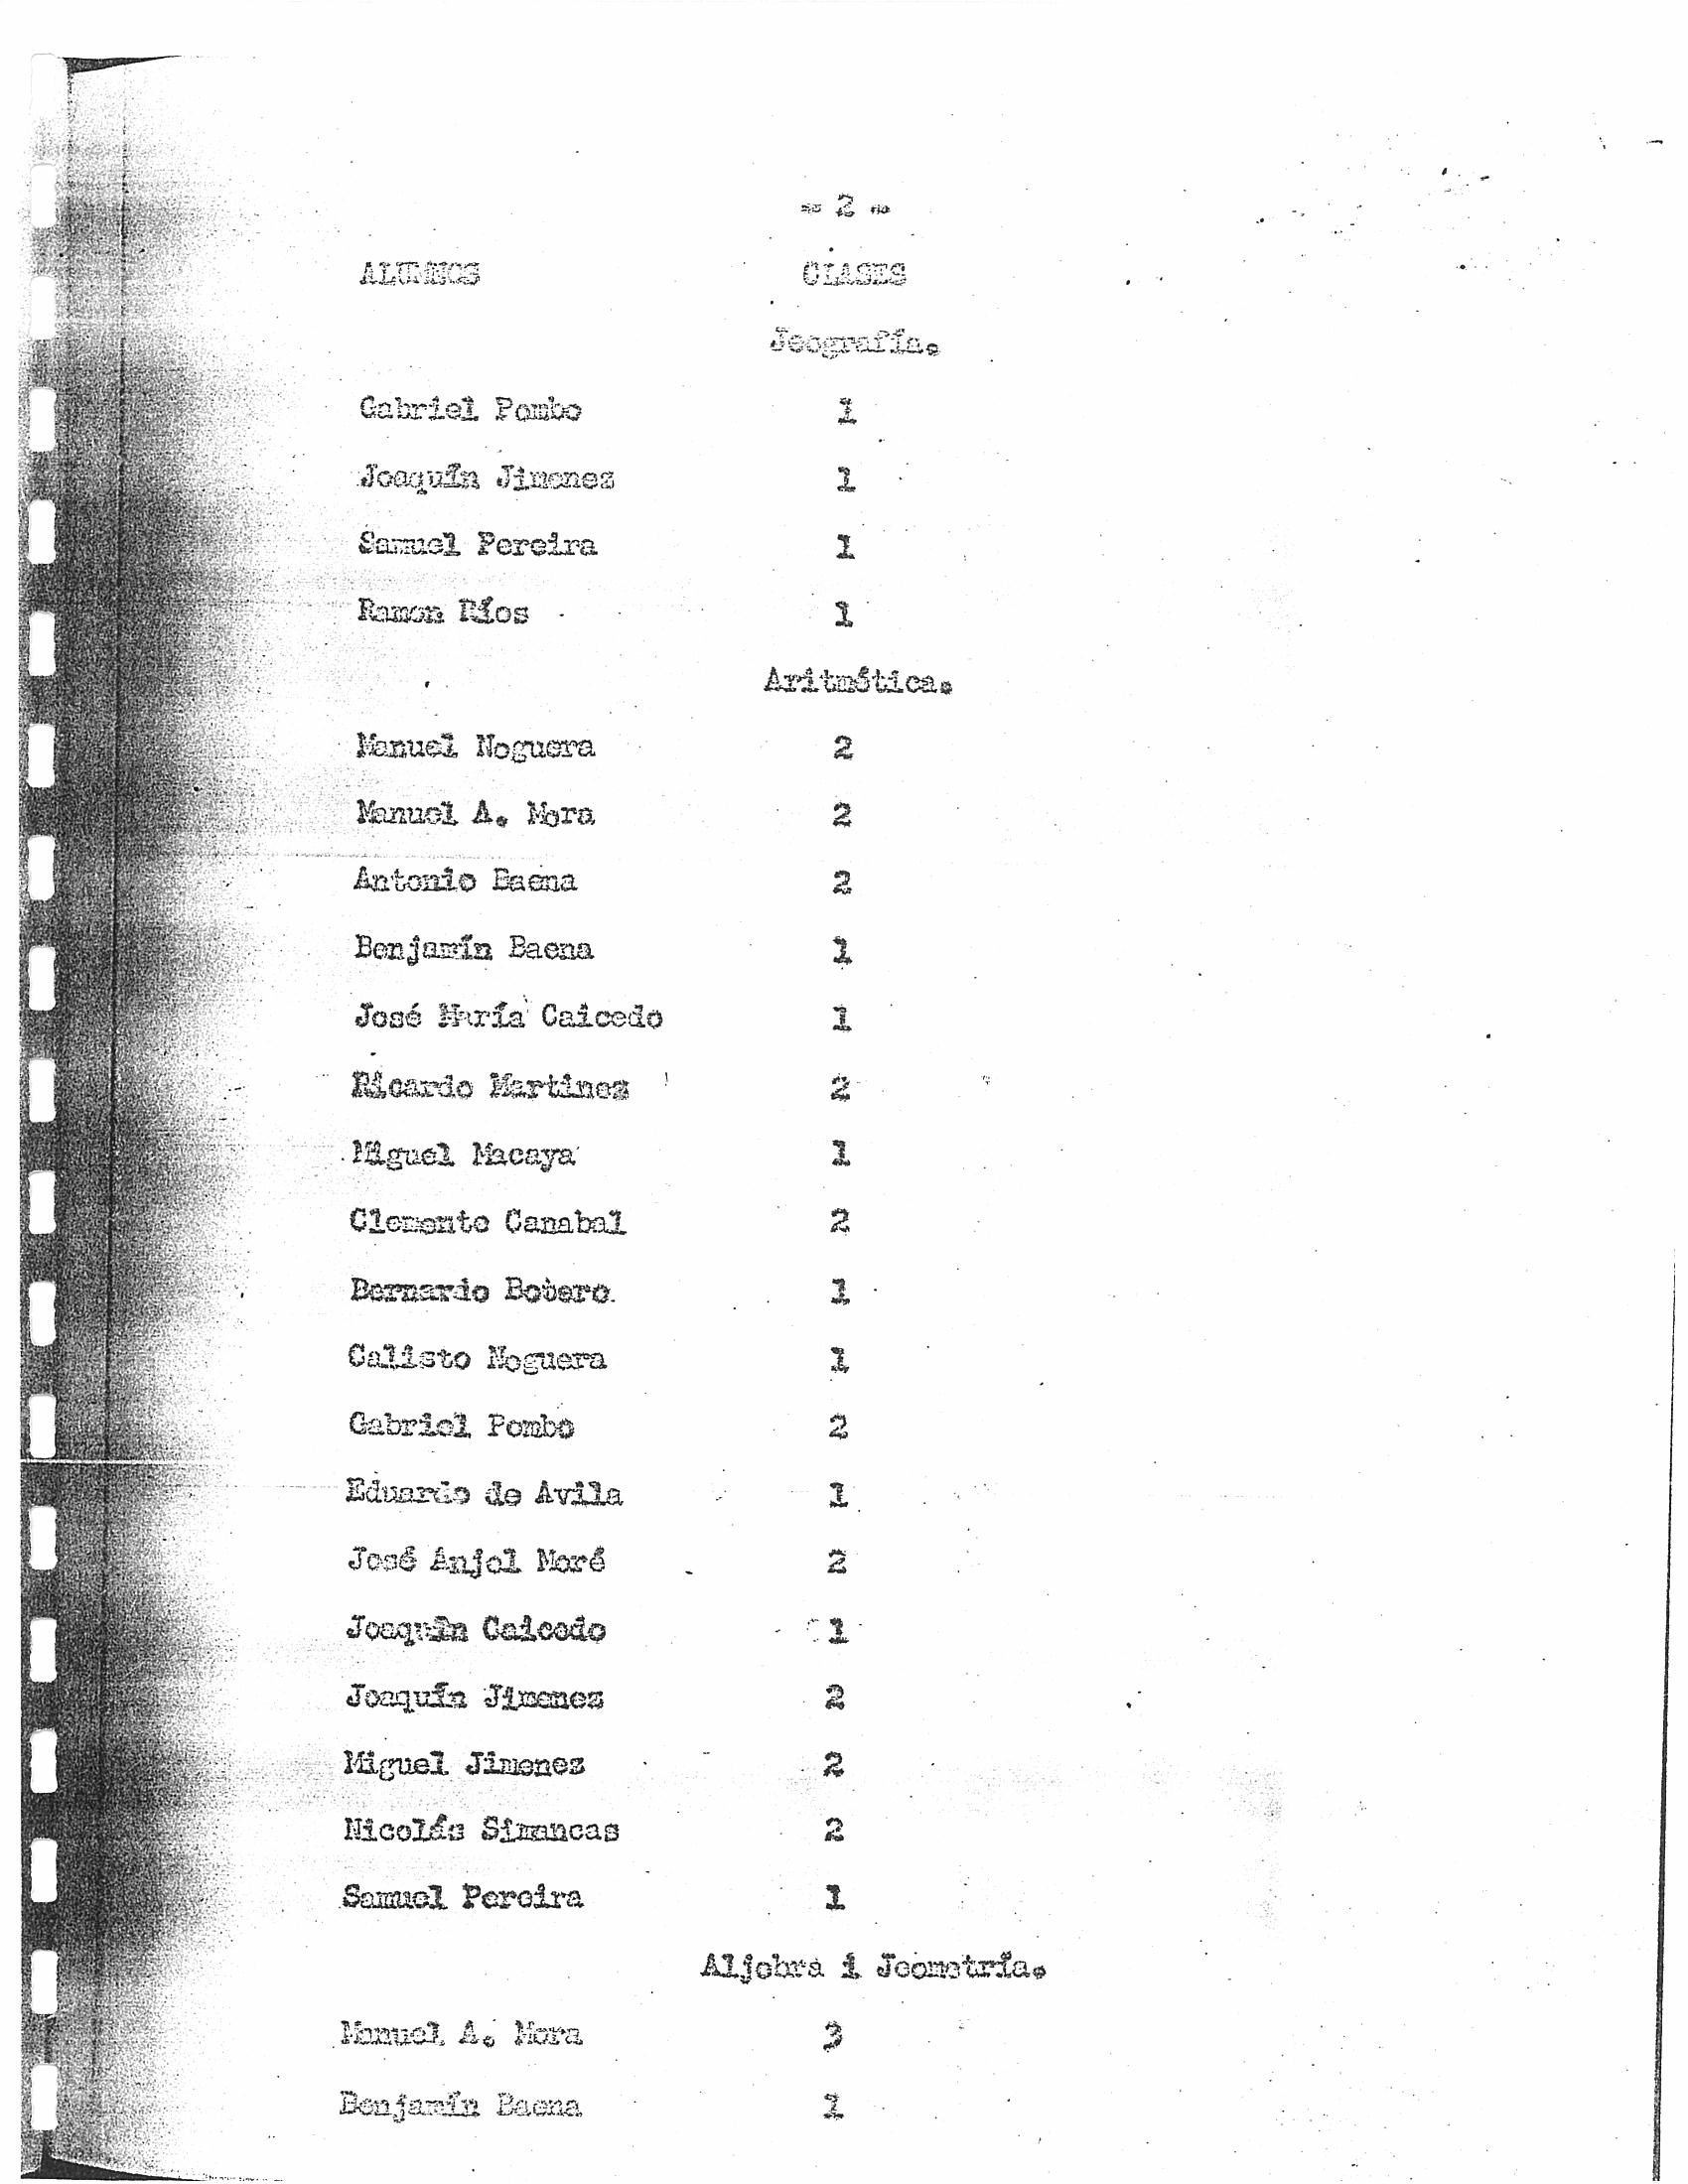 - 2 -
ALUMNOS CLASES
Jeografía.
Gabriel Pombo 1
Joaquín Jimenez 1
Samuel Pereira 1
Ramon Ríos 1
Aritmética.
Manuel Noguera 2
Manuel A. Mora 2
Antonio Baena 2
Benjamín Baena 1
José María Caicedo 1
Ricardo Martinez 2
Miguel Macaya 1
Clemente Canabal 2
Bernardo Botero. 1
Calisto Noguera 1
Gabriel Pombo 2
Eduardo de Avila 1
José Anjel Moré 2
Joaquín Caicedo 1
Joaquín Jimenez 2
Miguel Jimenez 2
Nicolás Simancas 2
Samuel Pereira 1
Aljebra i Jeometría.
Manuel A. Mora 3
Benjamín Baena 1